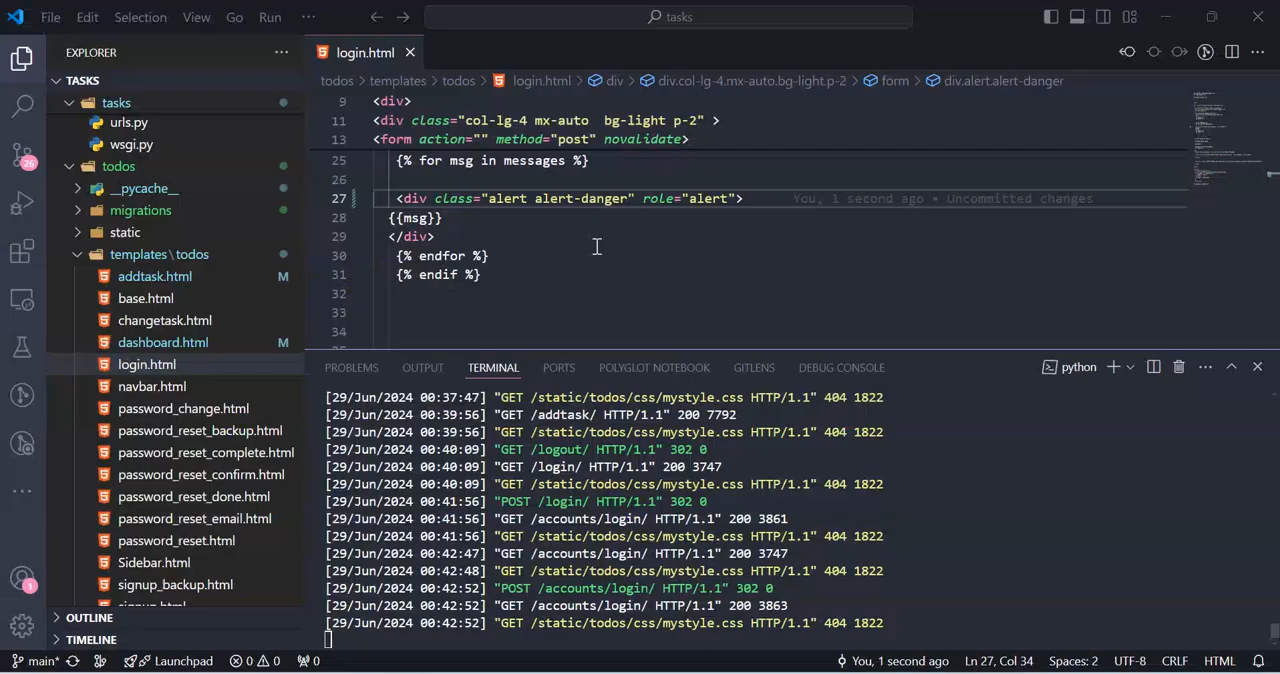 File Edit Selection View Go Run ··· tasks
EXPLORER ···
login.html
TASKS
todos > templates > todos > login.html > div > div.col-lg-4.mx-auto.bg-light.p-2 > form > div.alert.alert-danger
tasks
urls.py
wsgi.py
todos
__pycache__
migrations
static
templates\todos
addtask.html M
base.html
changetask.html
dashboard.html M
login.html
navbar.html
password_change.html
password_reset_backup.html
password_reset_complete.html
password_reset_confirm.html
password_reset_done.html
password_reset_email.html
password_reset.html
Sidebar.html
signup_backup.html
OUTLINE
TIMELINE
26
1
9 <div>
11 <div class="col-lg-4 mx-auto  bg-light p-2" >
13 <form action="" method="post" novalidate>
25 {% for msg in messages %}
26
27 <div class="alert alert-danger" role="alert"> You, 1 second ago • Uncommitted changes
28 {{msg}}
29 </div>
30 {% endfor %}
31 {% endif %}
32
33
34
PROBLEMS OUTPUT TERMINAL PORTS POLYGLOT NOTEBOOK GITLENS DEBUG CONSOLE python
[29/Jun/2024 00:37:47] "GET /static/todos/css/mystyle.css HTTP/1.1" 404 1822
[29/Jun/2024 00:39:56] "GET /addtask/ HTTP/1.1" 200 7792
[29/Jun/2024 00:39:56] "GET /static/todos/css/mystyle.css HTTP/1.1" 404 1822
[29/Jun/2024 00:40:09] "GET /logout/ HTTP/1.1" 302 0
[29/Jun/2024 00:40:09] "GET /login/ HTTP/1.1" 200 3747
[29/Jun/2024 00:40:09] "GET /static/todos/css/mystyle.css HTTP/1.1" 404 1822
[29/Jun/2024 00:41:56] "POST /login/ HTTP/1.1" 302 0
[29/Jun/2024 00:41:56] "GET /accounts/login/ HTTP/1.1" 200 3861
[29/Jun/2024 00:41:56] "GET /static/todos/css/mystyle.css HTTP/1.1" 404 1822
[29/Jun/2024 00:42:47] "GET /accounts/login/ HTTP/1.1" 200 3747
[29/Jun/2024 00:42:48] "GET /static/todos/css/mystyle.css HTTP/1.1" 404 1822
[29/Jun/2024 00:42:52] "POST /accounts/login/ HTTP/1.1" 302 0
[29/Jun/2024 00:42:52] "GET /accounts/login/ HTTP/1.1" 200 3863
[29/Jun/2024 00:42:52] "GET /static/todos/css/mystyle.css HTTP/1.1" 404 1822
main* Launchpad 0 0 0 You, 1 second ago Ln 27, Col 34 Spaces: 2 UTF-8 CRLF HTML